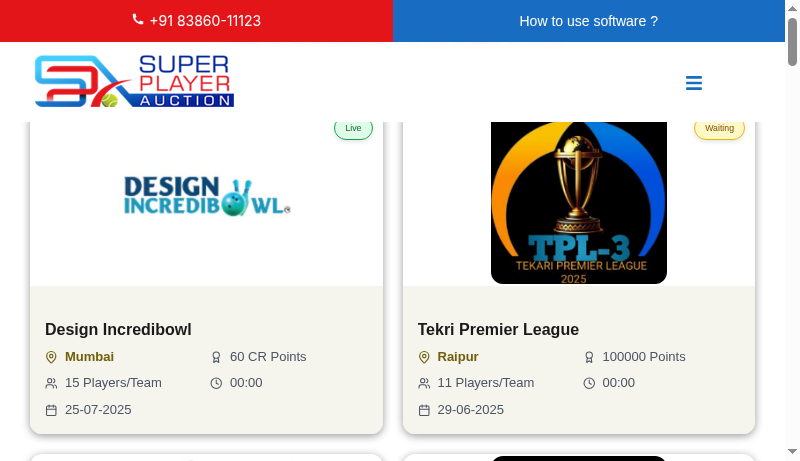 +91 83860-11123
How to use software ?
SUPER
PLAYER
AUCTION
Live
DESIGN
INCREDIBOWL
Design Incredibowl
Mumbai
60 CR Points
15 Players/Team
00:00
25-07-2025
Waiting
TPL-3
TEKARI PREMIER LEAGUE
2025
Tekri Premier League
Raipur
100000 Points
11 Players/Team
00:00
29-06-2025